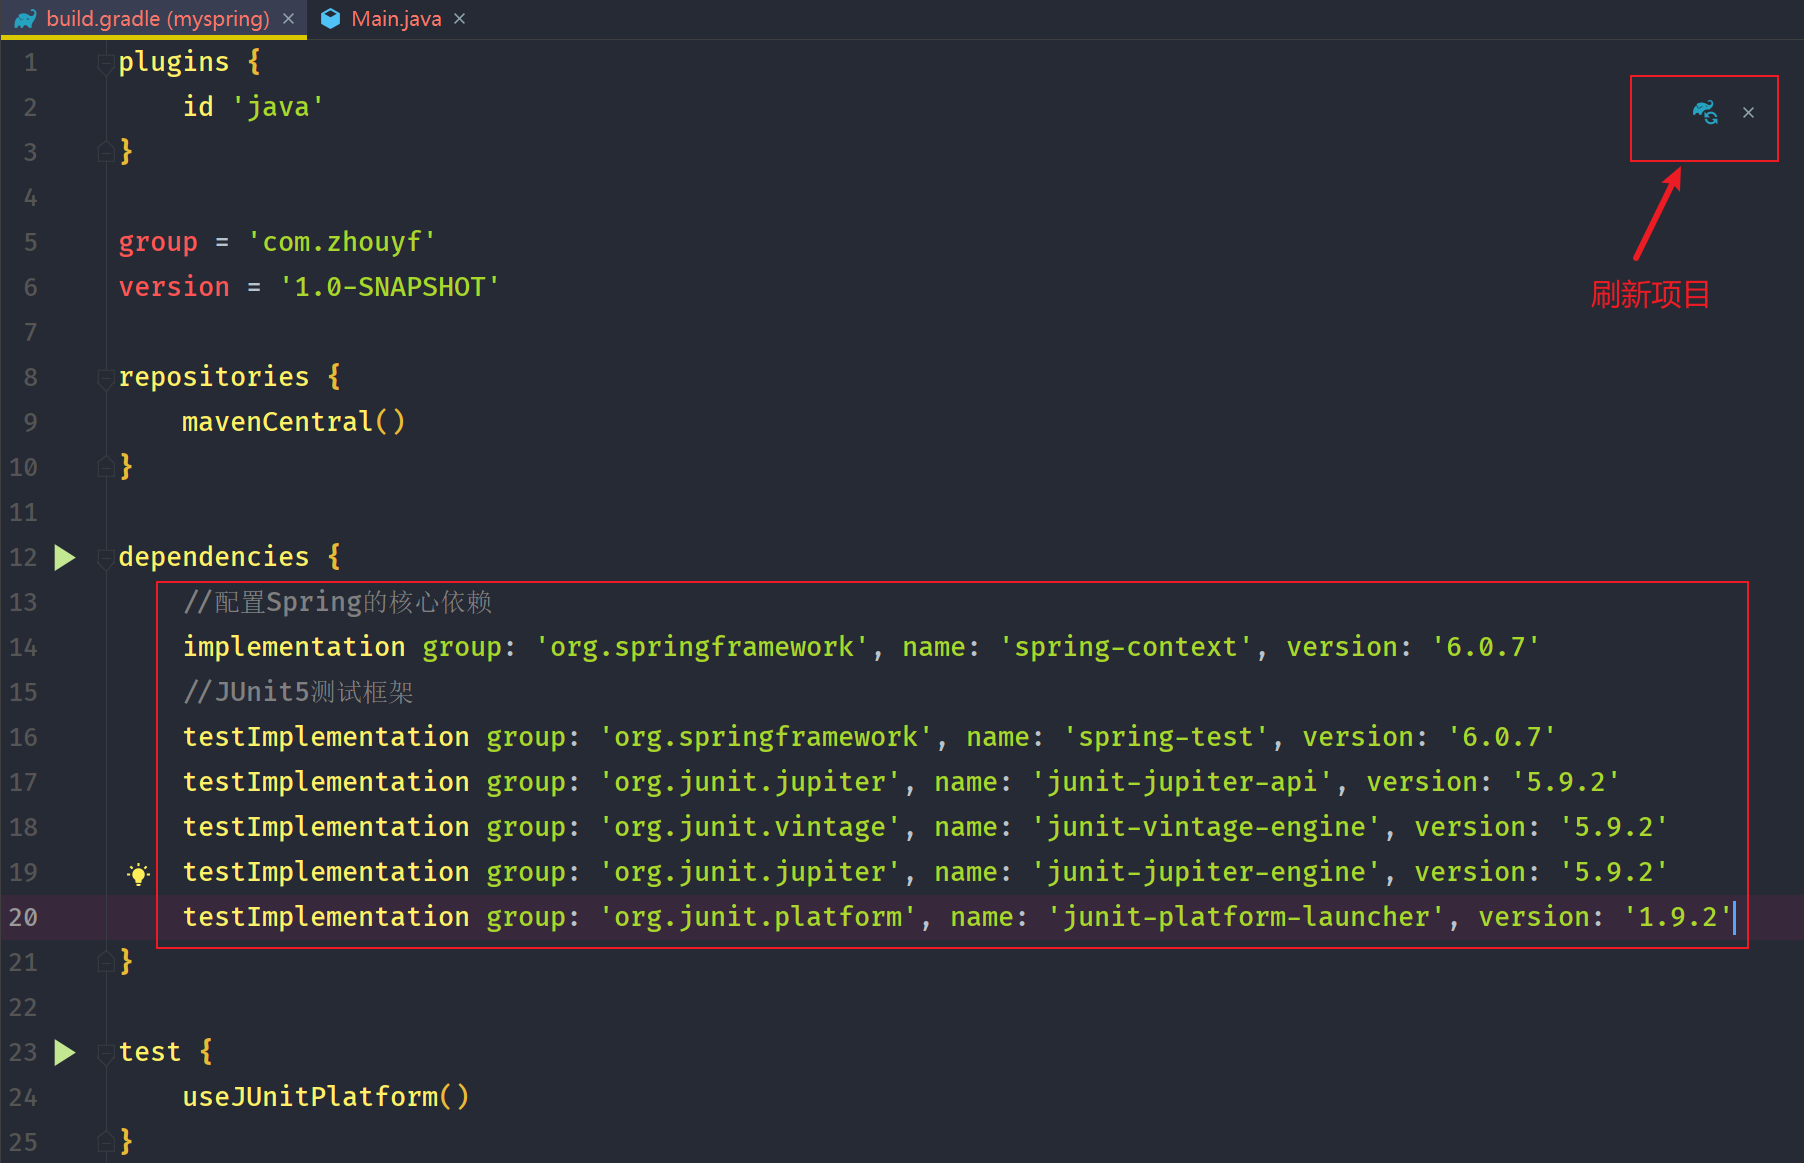 build.gradle (myspring) × Main.java ×
1 plugins {
2     id 'java'
3 }
4
5 group = 'com.zhouyf'
6 version = '1.0-SNAPSHOT'
7
8 repositories {
9     mavenCentral()
10 }
11
12 dependencies {
13     //配置Spring的核心依赖
14     implementation group: 'org.springframework', name: 'spring-context', version: '6.0.7'
15     //JUnit5测试框架
16     testImplementation group: 'org.springframework', name: 'spring-test', version: '6.0.7'
17     testImplementation group: 'org.junit.jupiter', name: 'junit-jupiter-api', version: '5.9.2'
18     testImplementation group: 'org.junit.vintage', name: 'junit-vintage-engine', version: '5.9.2'
19     testImplementation group: 'org.junit.jupiter', name: 'junit-jupiter-engine', version: '5.9.2'
20     testImplementation group: 'org.junit.platform', name: 'junit-platform-launcher', version: '1.9.2'
21 }
22
23 test {
24     useJUnitPlatform()
25 }
刷新项目